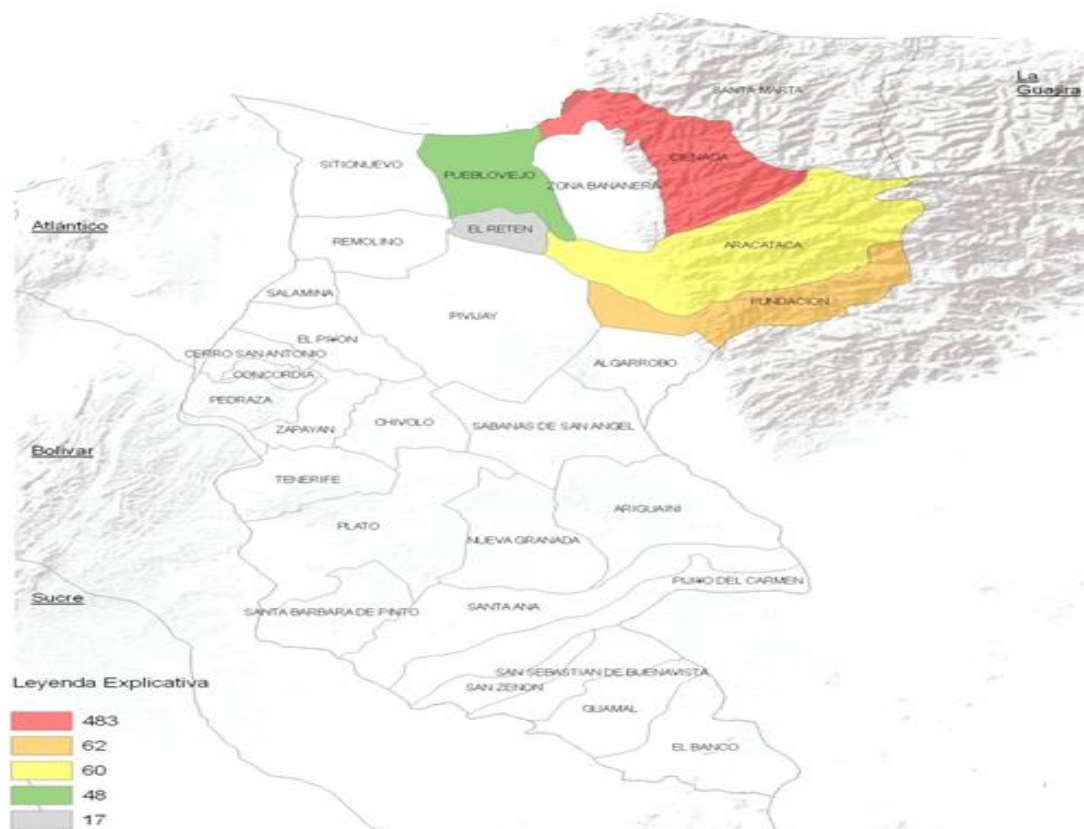 SANTA MARTA
La Guajira
SITIONUEVO
PUEBLOVIEJO
CIENAGA
ZONA BANANERA
Atlántico
EL RETEN
REMOLINO
ARACATACA
SALAMINA
FUNDACION
PIVIJAY
EL PIÑON
CERRO SAN ANTONIO
ALGARROBO
CONCORDIA
PEDRAZA
CHIVOLO
ZAPAYAN
SABANAS DE SAN ANGEL
Bolívar
TENERIFE
ARIGUAINI
PLATO
NUEVA GRANADA
PIJIÑO DEL CARMEN
Sucre
SANTA BARBARA DE PINTO
SANTA ANA
SAN SEBASTIAN DE BUENAVISTA
SAN ZENON
GUAMAL
EL BANCO
Leyenda Explicativa
483
62
60
48
17